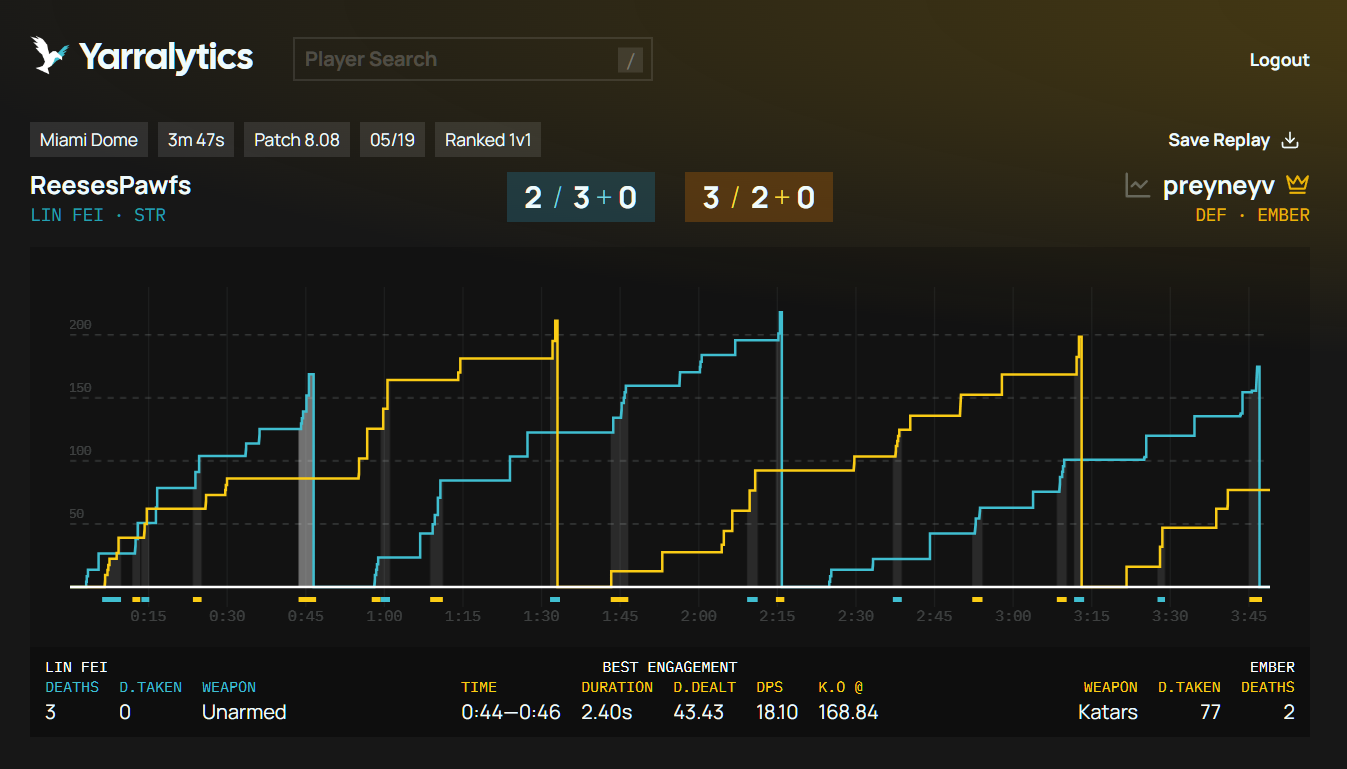 Yarralytics
Player Search /
Logout
Miami Dome 3m 47s Patch 8.08 05/19 Ranked 1v1
Save Replay
ReesesPawfs
2 / 3 + 0
3 / 2 + 0
preyneyv
LIN FEI · STR
DEF · EMBER
200
150
100
50
0:15 0:30 0:45 1:00 1:15 1:30 1:45 2:00 2:15 2:30 2:45 3:00 3:15 3:30 3:45
LIN FEI BEST ENGAGEMENT EMBER
DEATHS D.TAKEN WEAPON TIME DURATION D.DEALT DPS K.O @ WEAPON D.TAKEN DEATHS
3 0 Unarmed 0:44—0:46 2.40s 43.43 18.10 168.84 Katars 77 2